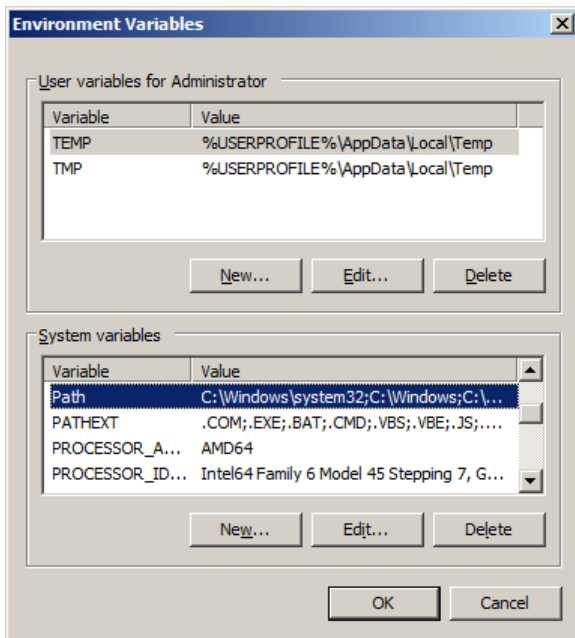 Environment Variables
User variables for Administrator
Variable Value
TEMP %USERPROFILE%\AppData\Local\Temp
TMP %USERPROFILE%\AppData\Local\Temp
New... Edit... Delete
System variables
Variable Value
Path C:\Windows\system32;C:\Windows;C:\...
PATHEXT .COM;.EXE;.BAT;.CMD;.VBS;.VBE;.JS;....
PROCESSOR_A... AMD64
PROCESSOR_ID... Intel64 Family 6 Model 45 Stepping 7, G...
New... Edit... Delete
OK Cancel